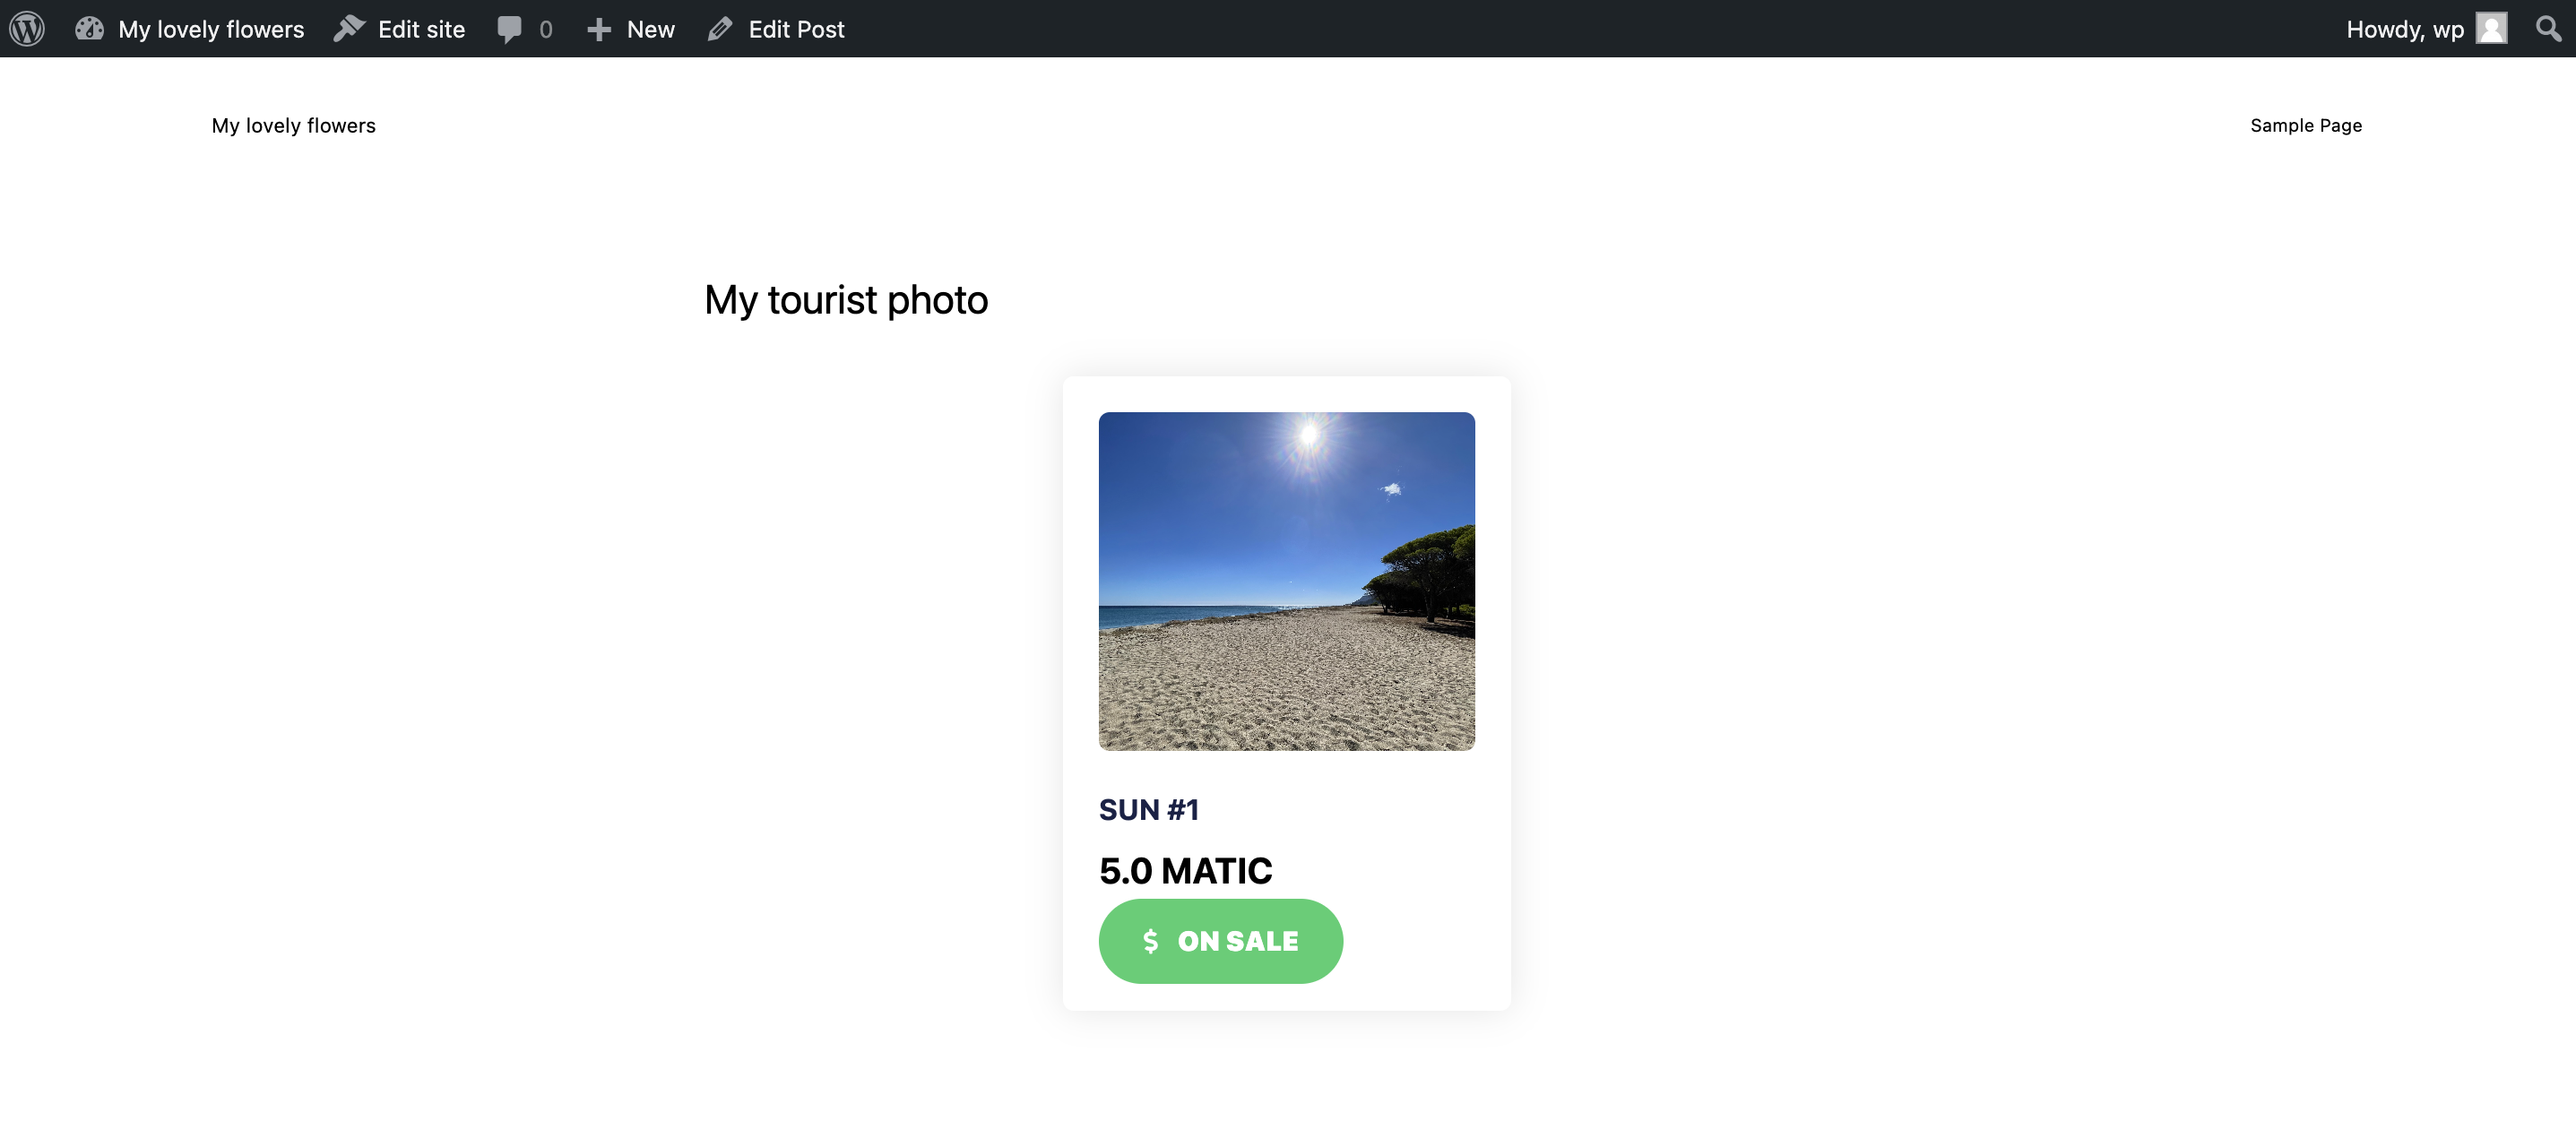 My lovely flowers Edit site 0 New Edit Post Howdy, wp
My lovely flowers Sample Page
My tourist photo
SUN #1
5.0 MATIC
$ ON SALE